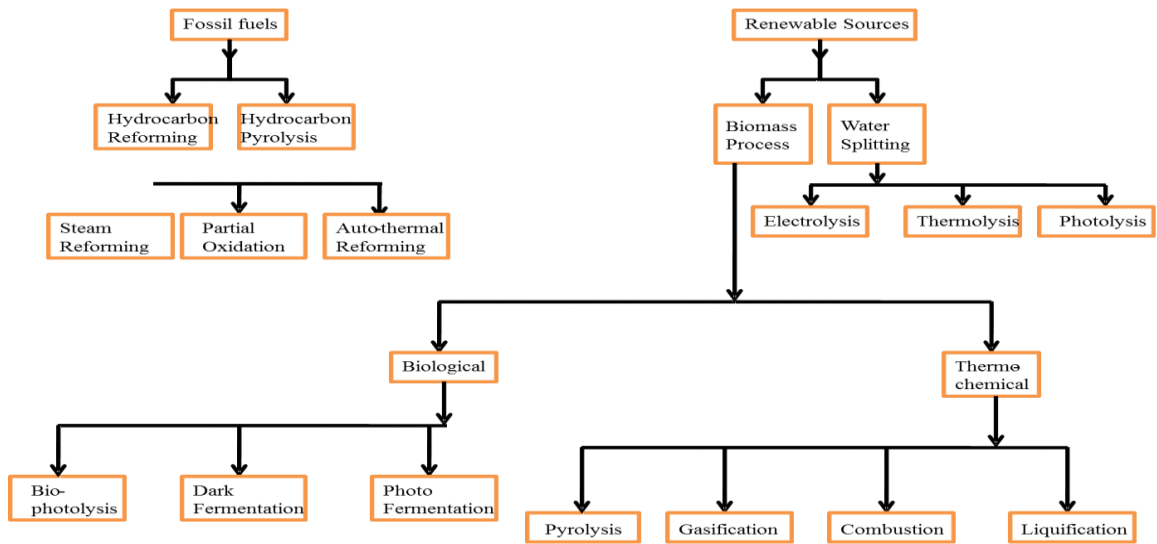 Fossil fuels
Renewable Sources
Hydrocarbon
Reforming
Hydrocarbon
Pyrolysis
Biomass
Process
Water
Splitting
Steam
Reforming
Partial
Oxidation
Auto-thermal
Reforming
Electrolysis
Thermolysis
Photolysis
Biological
Thermo-
chemical
Bio-
photolysis
Dark
Fermentation
Photo
Fermentation
Pyrolysis
Gasification
Combustion
Liquification